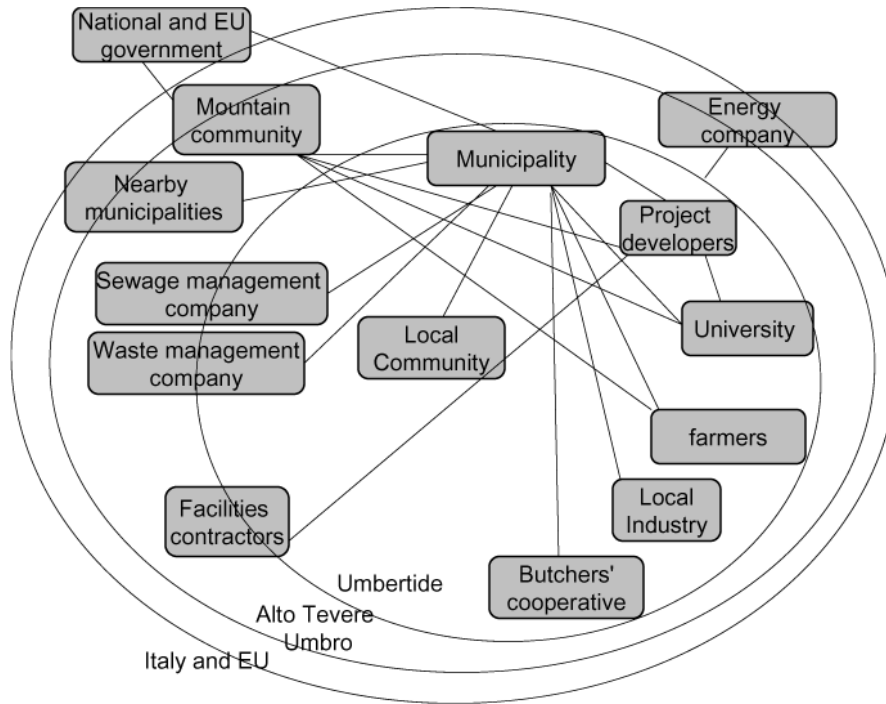 National and EU
government
Mountain
community
Energy
company
Municipality
Nearby
municipalities
Project
developers
Sewage management
company
University
Local
Community
Waste management
company
farmers
Facilities
contractors
Local
Industry
Butchers'
cooperative
Umbertide
Alto Tevere
Umbro
Italy and EU